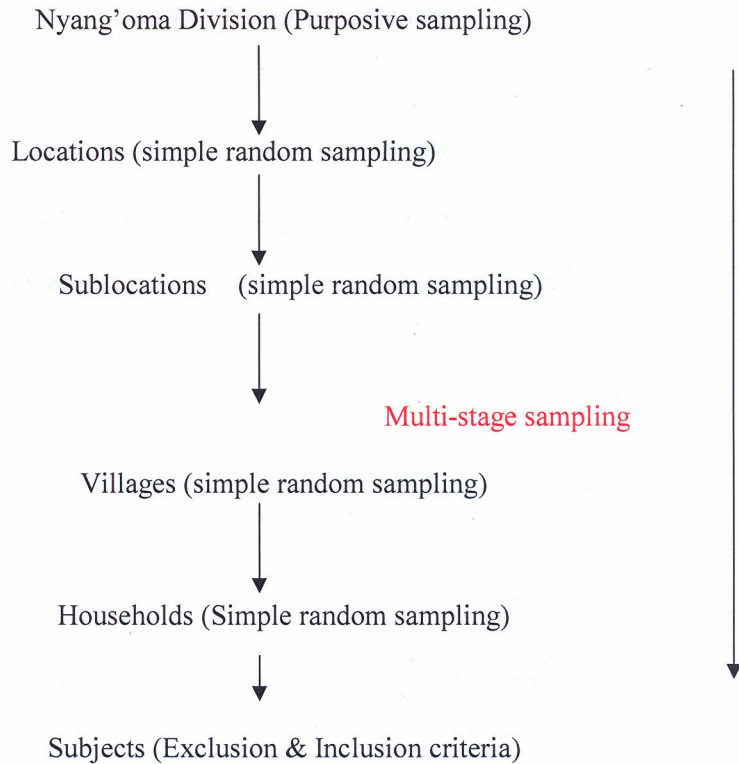 Nyang’oma Division (Purposive sampling)
Locations (simple random sampling)
Sublocations (simple random sampling)
Multi-stage sampling
Villages (simple random sampling)
Households (Simple random sampling)
Subjects (Exclusion & Inclusion criteria)